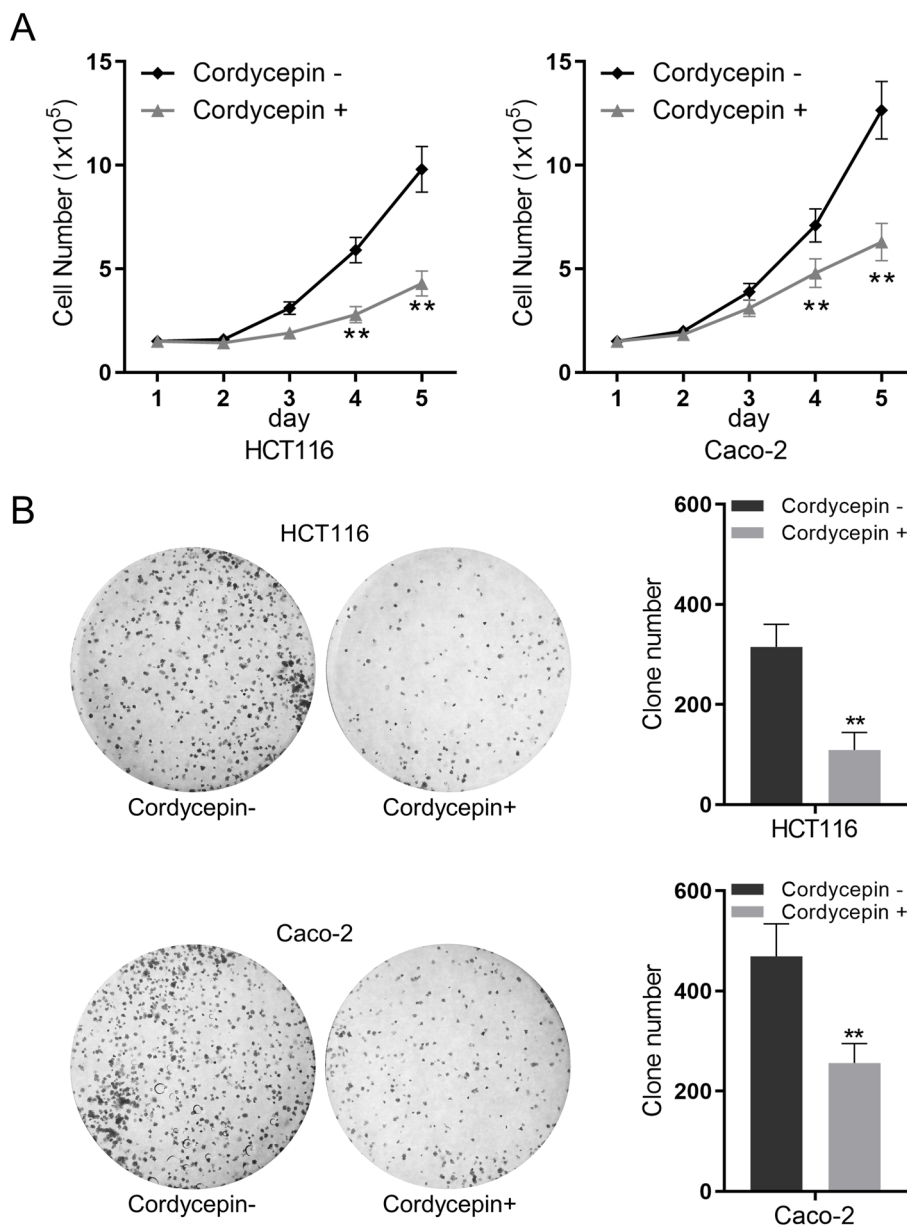 A
15
10
5
0
Cell Number (1x10⁵)
Cordycepin -
Cordycepin +
**
**
1 2 3 4 5
day
HCT116
15
10
5
0
Cell Number (1x10⁵)
Cordycepin -
Cordycepin +
**
**
1 2 3 4 5
day
Caco-2
B
HCT116
Cordycepin-
Cordycepin+
600
400
200
0
Clone number
Cordycepin -
Cordycepin +
**
HCT116
Caco-2
Cordycepin-
Cordycepin+
600
400
200
0
Clone number
Cordycepin -
Cordycepin +
**
Caco-2